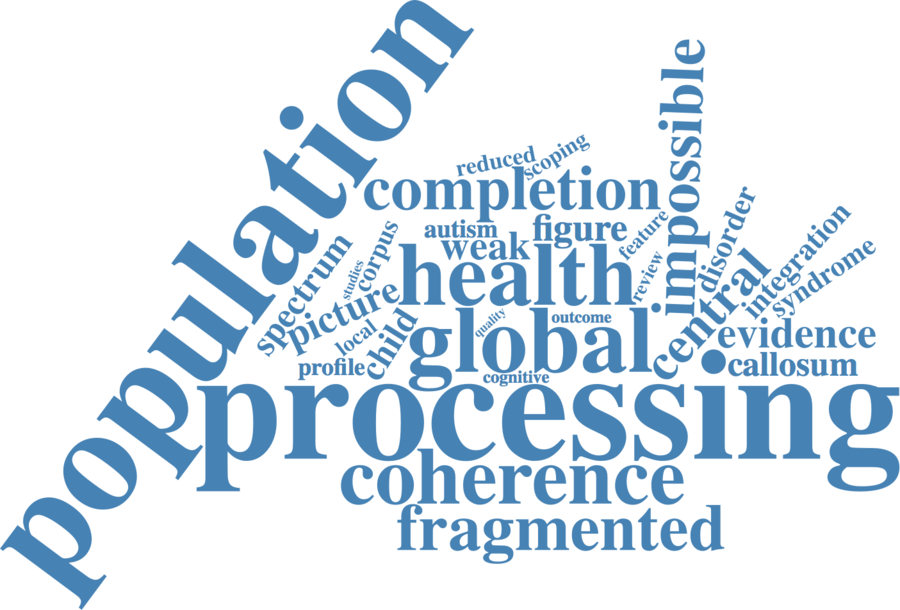 population
impossible
reduced
scoping
completion
autism
figure
feature
disorder
integration
syndrome
corpus
spectrum
studies
weak
health
review
central
picture
local
child
global
quality
outcome
evidence
profile
cognitive
callosum
processing
coherence
fragmented